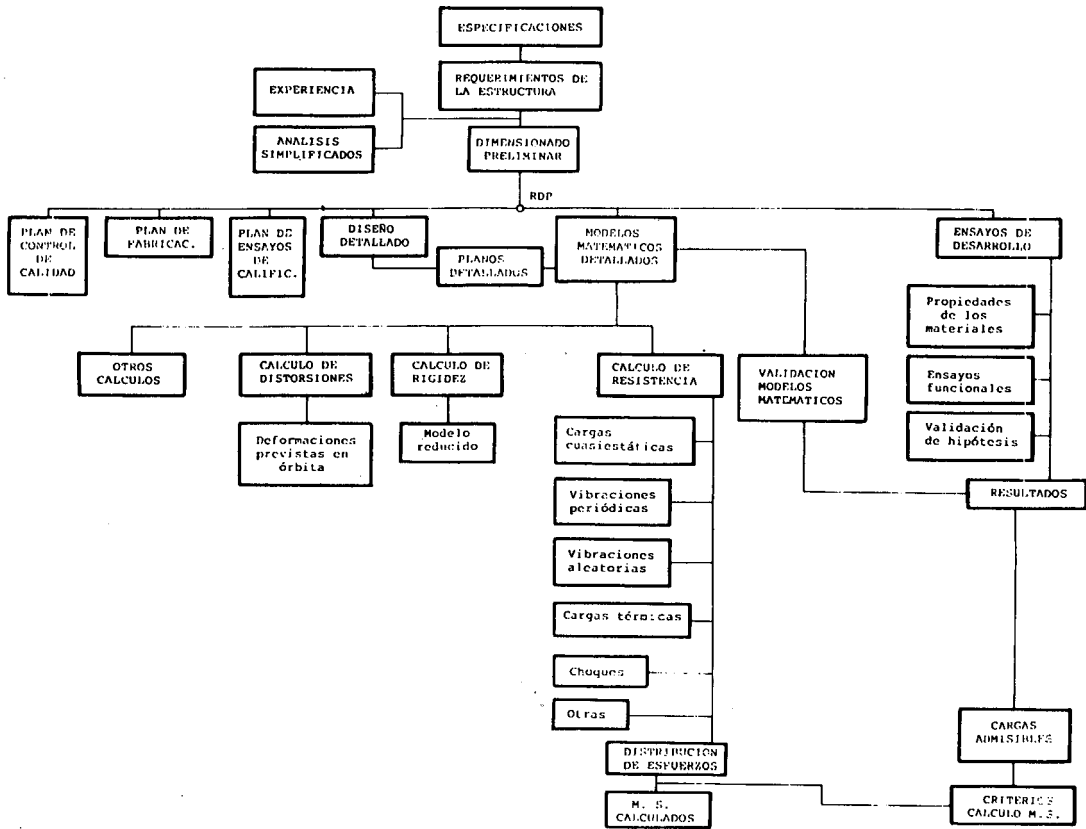 ESPECIFICACIONES
REQUERIMIENTOS DE
LA ESTRUCTURA
EXPERIENCIA
ANALISIS
SIMPLIFICADOS
DIMENSIONADO
PRELIMINAR
RDP
PLAN DE
CONTROL
DE
CALIDAD
PLAN DE
FABRICAC.
PLAN DE
ENSAYOS
DE
CALIFIC.
DISEÑO
DETALLADO
PLANOS
DETALLADOS
MODELOS
MATEMATICOS
DETALLADOS
ENSAYOS DE
DESARROLLO
Propiedades
de los
materiales
Ensayos
funcionales
Validación
de hipótesis
RESULTADOS
OTROS
CALCULOS
CALCULO DE
DISTORSIONES
CALCULO DE
RIGIDEZ
CALCULO DE
RESISTENCIA
VALIDACION
MODELOS
MATEMATICOS
Deformaciones
previstas en
órbita
Modelo
reducido
Cargas
cuasiestáticas
Vibraciones
periódicas
Vibraciones
aleatorias
Cargas térmicas
Choques
Otras
DISTRIBUCION
DE ESFUERZOS
M. S.
CALCULADOS
CARGAS
ADMISIBLES
CRITERIOS
CALCULO M.S.